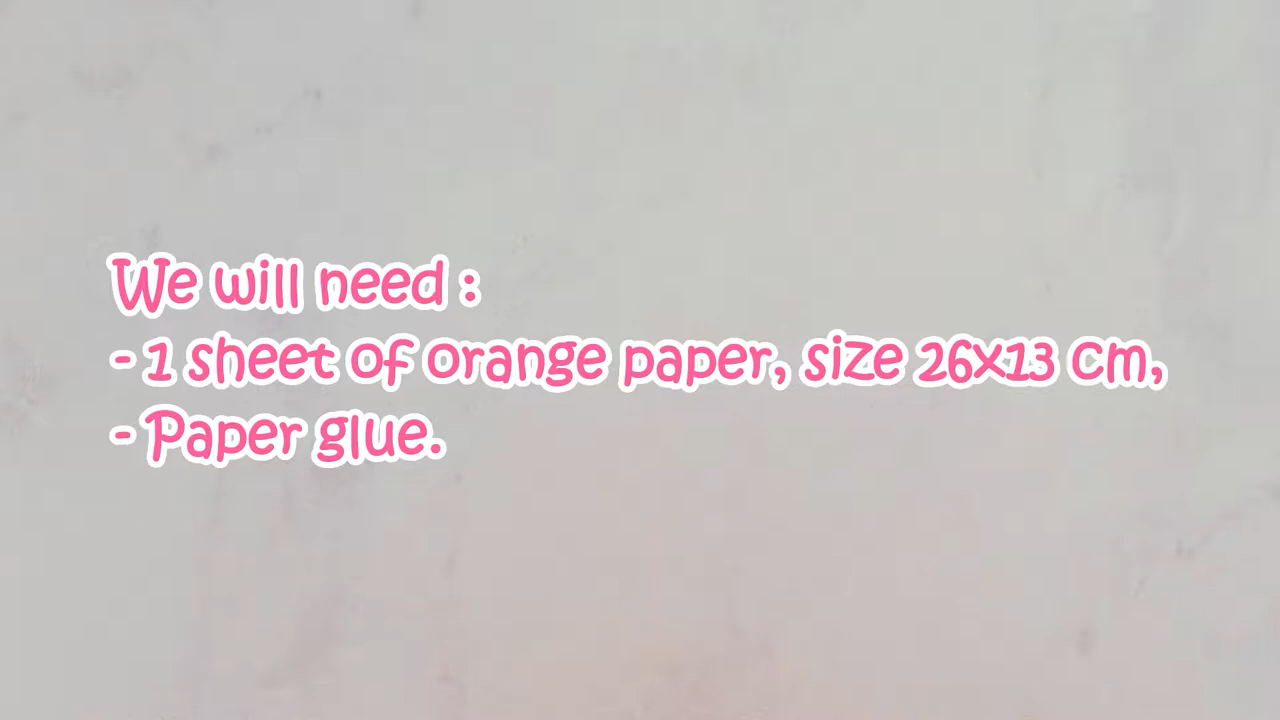 We will need :
- 1 sheet of orange paper, size 26x13 cm,
- Paper glue.